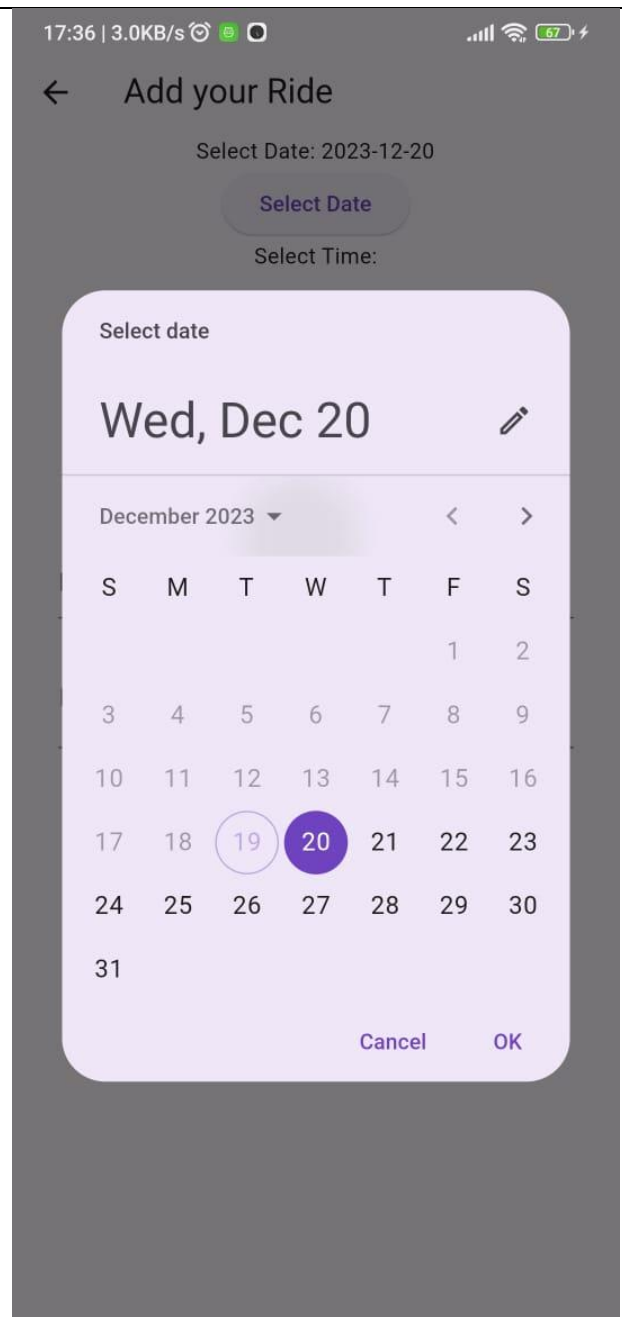 17:36 | 3.0KB/s 67
Add your Ride
Select Date: 2023-12-20
Select Date
Select Time:
Select date
Wed, Dec 20
December 2023
S M T W T F S
1 2
3 4 5 6 7 8 9
10 11 12 13 14 15 16
17 18 19 20 21 22 23
24 25 26 27 28 29 30
31
Cancel OK